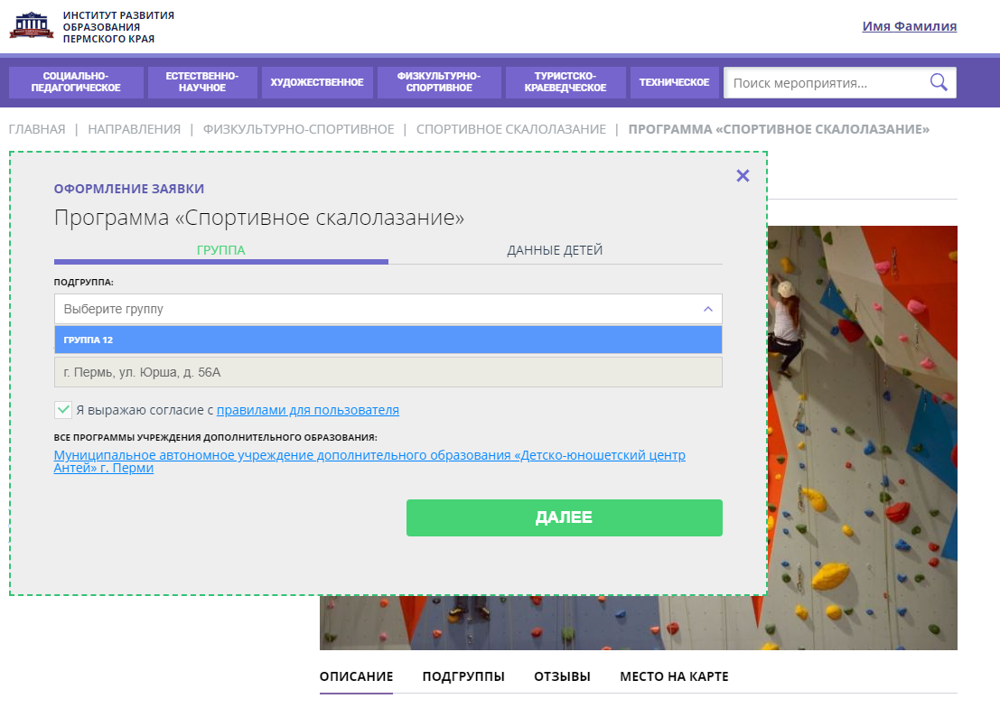 ИНСТИТУТ РАЗВИТИЯ
ОБРАЗОВАНИЯ
ПЕРМСКОГО КРАЯ
Имя Фамилия
СОЦИАЛЬНО-
ПЕДАГОГИЧЕСКОЕ
ЕСТЕСТВЕННО-
НАУЧНОЕ
ХУДОЖЕСТВЕННОЕ
ФИЗКУЛЬТУРНО-
СПОРТИВНОЕ
ТУРИСТСКО-
КРАЕВЕДЧЕСКОЕ
ТЕХНИЧЕСКОЕ
Поиск мероприятия...
ГЛАВНАЯ | НАПРАВЛЕНИЯ | ФИЗКУЛЬТУРНО-СПОРТИВНОЕ | СПОРТИВНОЕ СКАЛОЛАЗАНИЕ | ПРОГРАММА «СПОРТИВНОЕ СКАЛОЛАЗАНИЕ»
ОФОРМЛЕНИЕ ЗАЯВКИ
Программа «Спортивное скалолазание»
ГРУППА
ДАННЫЕ ДЕТЕЙ
ПОДГРУППА:
Выберите группу
ГРУППА 12
г. Пермь, ул. Юрша, д. 56А
Я выражаю согласие с правилами для пользователя
ВСЕ ПРОГРАММЫ УЧРЕЖДЕНИЯ ДОПОЛНИТЕЛЬНОГО ОБРАЗОВАНИЯ:
Муниципальное автономное учреждение дополнительного образования «Детско-юношетский центр
Антей» г. Перми
ДАЛЕЕ
ОПИСАНИЕ
ПОДГРУППЫ
ОТЗЫВЫ
МЕСТО НА КАРТЕ